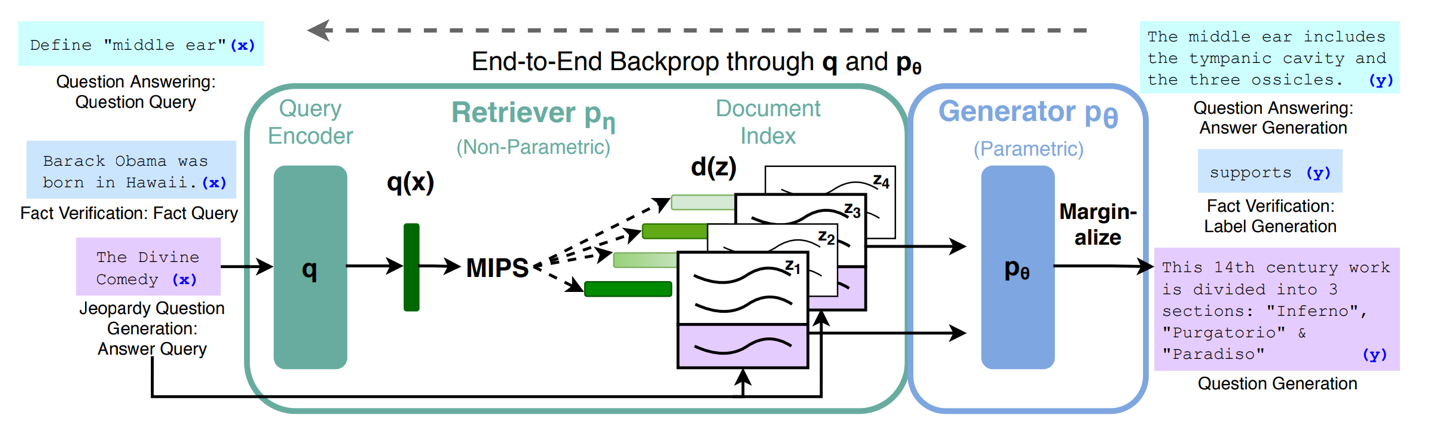 Define "middle ear"(x)
Question Answering:
Question Query
Barack Obama was
born in Hawaii.(x)
Fact Verification: Fact Query
The Divine
Comedy (x)
Jeopardy Question
Generation:
Answer Query
End-to-End Backprop through q and pθ
Query
Encoder
q
Retriever pη
(Non-Parametric)
q(x)
MIPS
Document
Index
d(z)
z4
z3
z2
z1
Generator pθ
(Parametric)
pθ
Margin-
alize
The middle ear includes
the tympanic cavity and
the three ossicles. (y)
Question Answering:
Answer Generation
supports (y)
Fact Verification:
Label Generation
This 14th century work
is divided into 3
sections: "Inferno",
"Purgatorio" &
"Paradiso" (y)
Question Generation